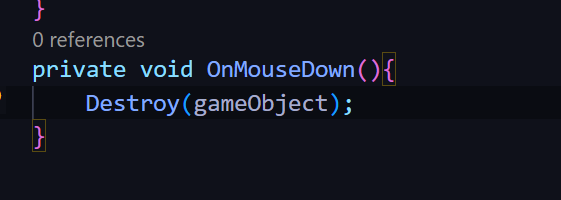 }
0 references
private void OnMouseDown(){
Destroy(gameObject);
}